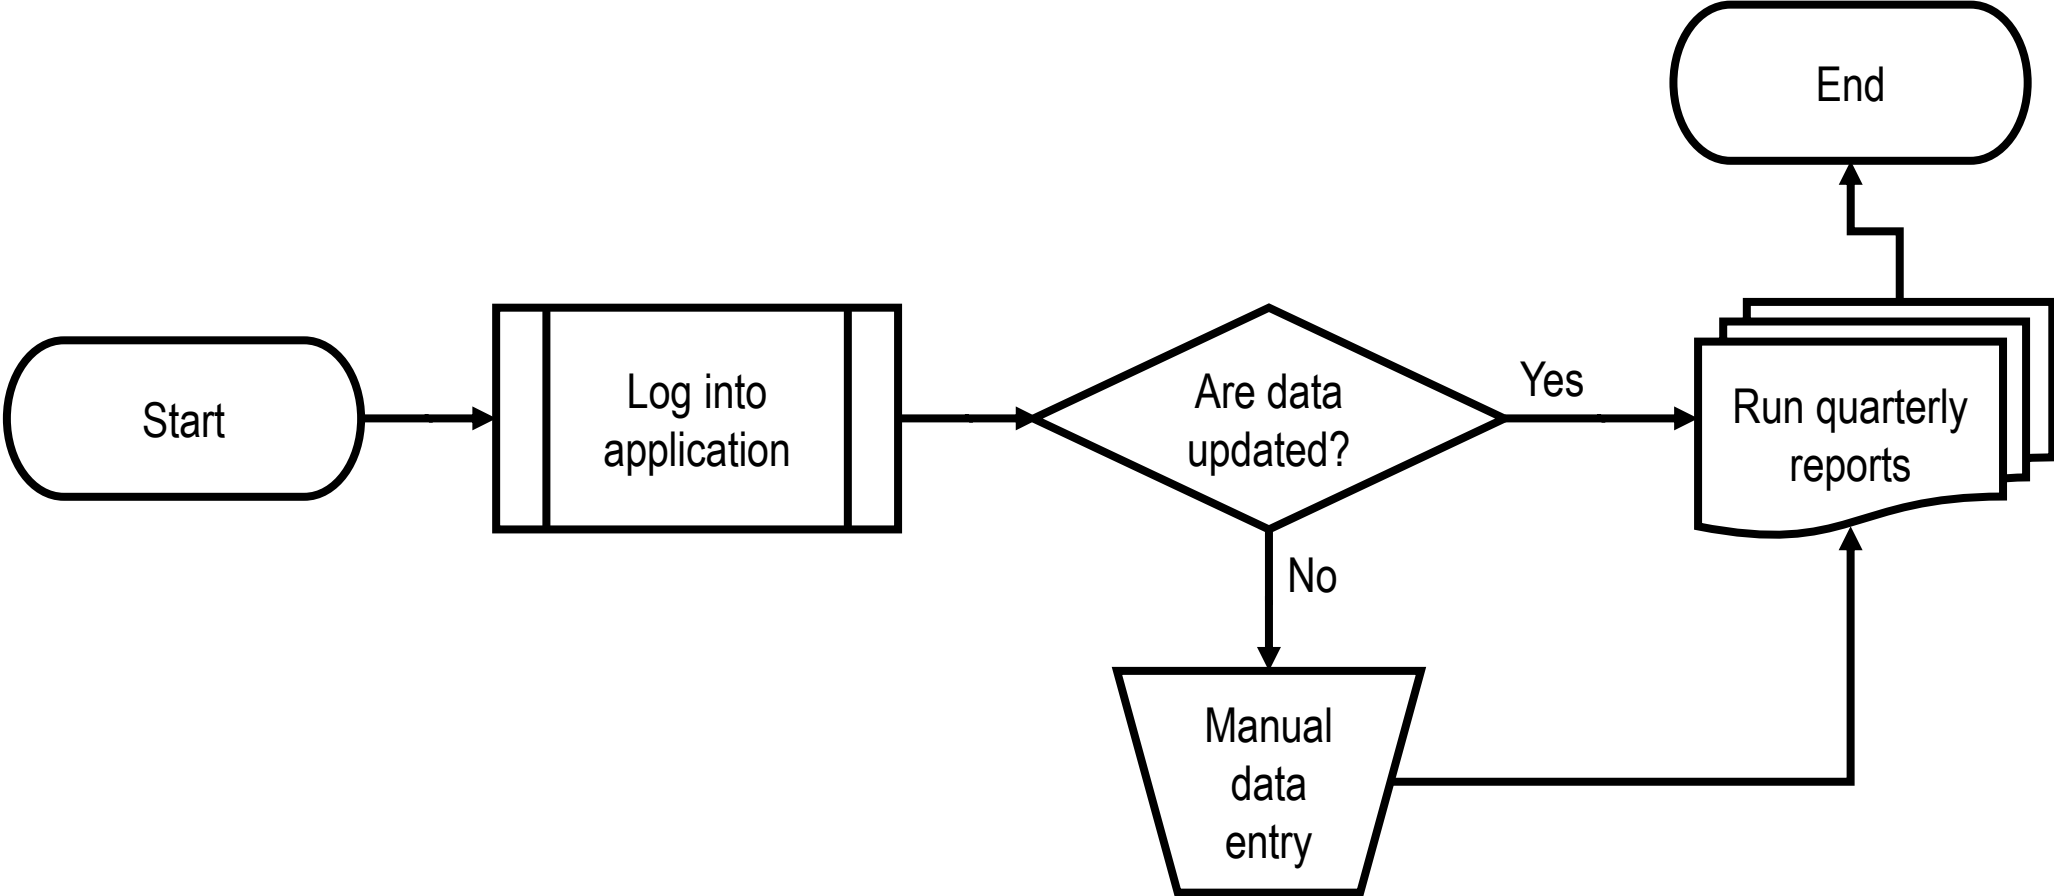 Start
Log into
application
Are data
updated?
Yes
No
Manual
data
entry
Run quarterly
reports
End